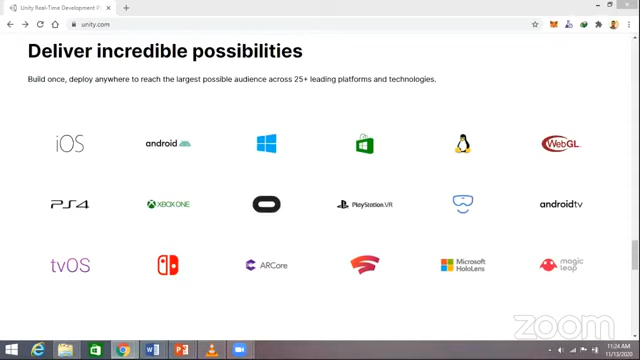 Unity Real-Time Development P
unity.com
Deliver incredible possibilities
Build once, deploy anywhere to reach the largest possible audience across 25+ leading platforms and technologies.
iOS
android
WebGL
PS4
XBOX ONE
PlayStation VR
androidtv
tvOS
ARCore
Microsoft
HoloLens
magic
leap
zoom
11:24 AM
11/13/2020